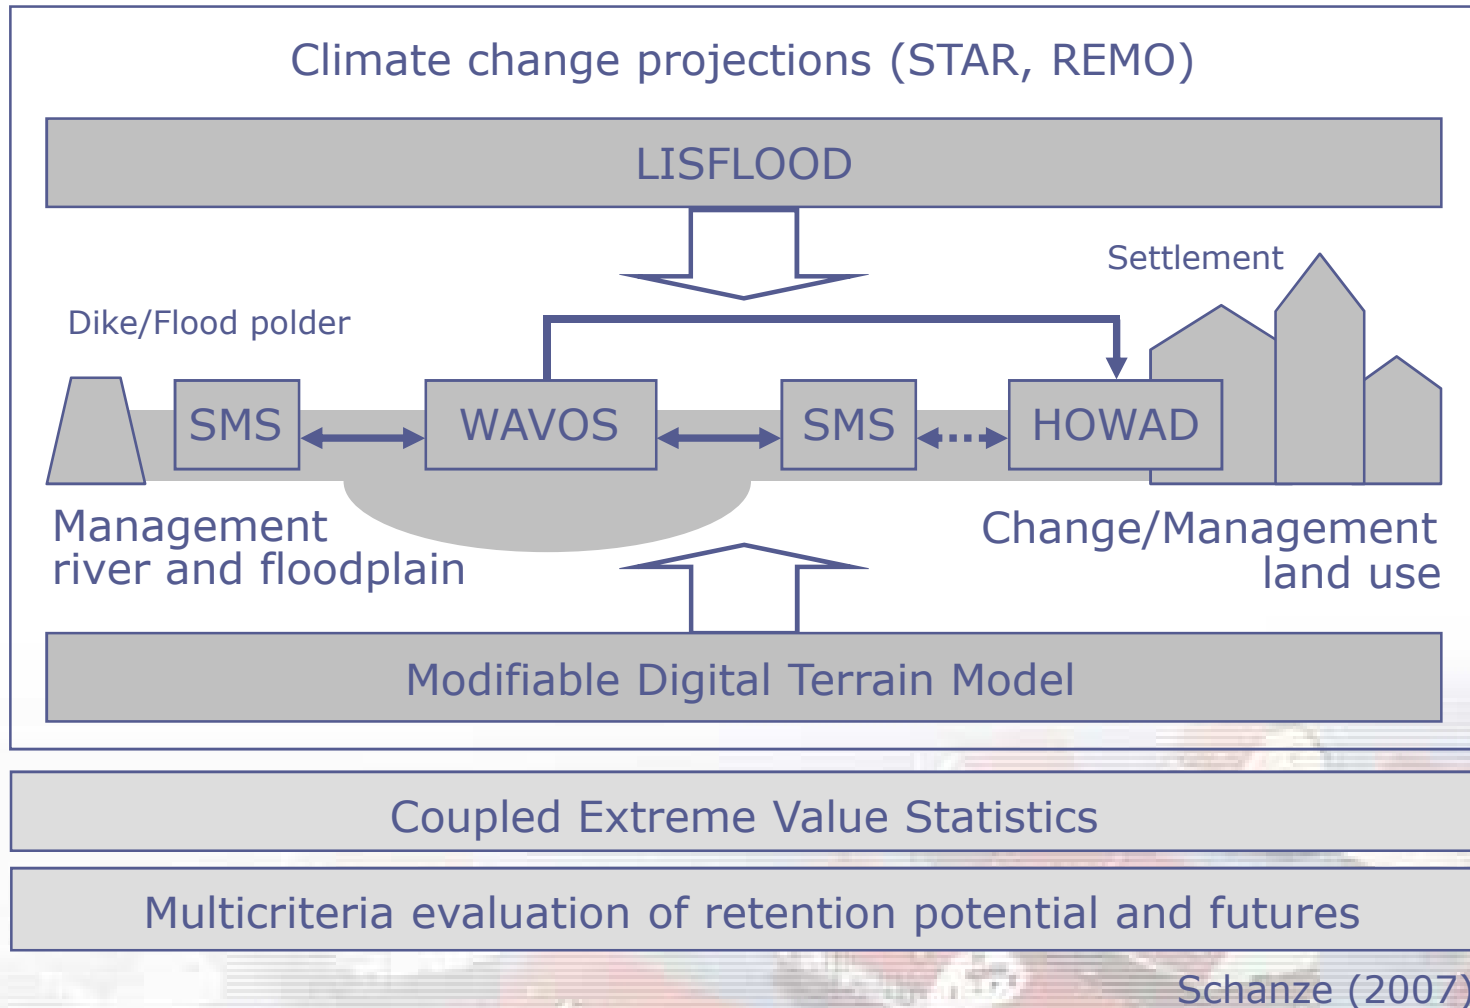 Climate change projections (STAR, REMO)
LISFLOOD
Settlement
Dike/Flood polder
SMS
WAVOS
SMS
HOWAD
Management
river and floodplain
Change/Management
land use
Modifiable Digital Terrain Model
Coupled Extreme Value Statistics
Multicriteria evaluation of retention potential and futures
Schanze (2007)